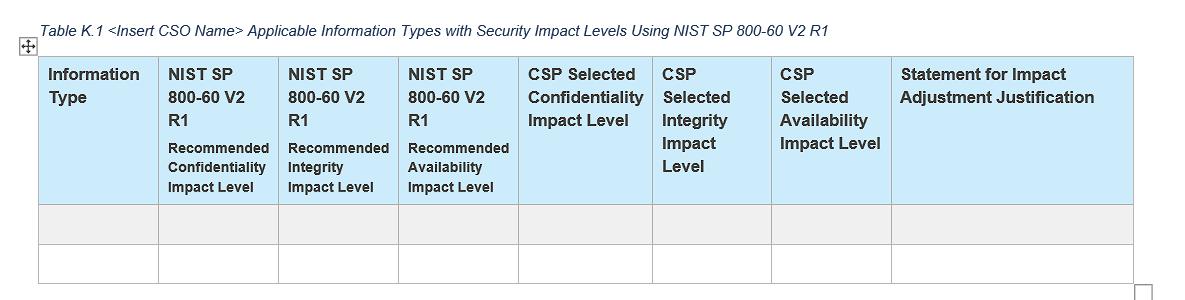 Table K.1 <Insert CSO Name> Applicable Information Types with Security Impact Levels Using NIST SP 800-60 V2 R1
Information
Type
NIST SP
800-60 V2
R1
Recommended
Confidentiality
Impact Level
NIST SP
800-60 V2
R1
Recommended
Integrity
Impact Level
NIST SP
800-60 V2
R1
Recommended
Availability
Impact Level
CSP Selected
Confidentiality
Impact Level
CSP
Selected
Integrity
Impact
Level
CSP
Selected
Availability
Impact Level
Statement for Impact
Adjustment Justification